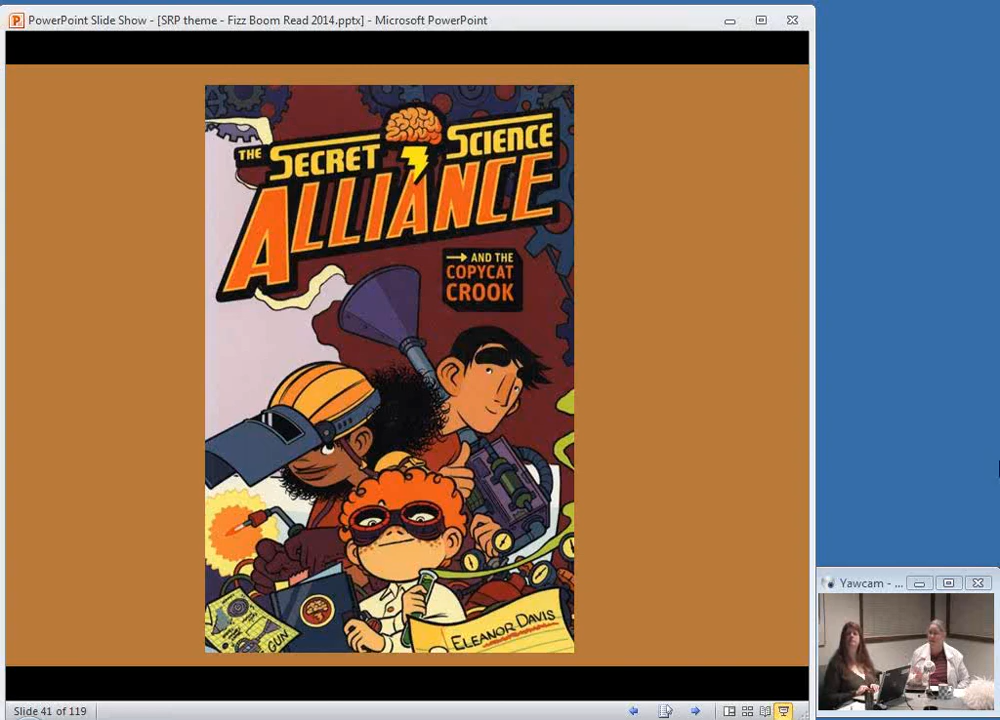 PowerPoint Slide Show - [SRP theme - Fizz Boom Read 2014.pptx] - Microsoft PowerPoint
THE SECRET SCIENCE
ALLIANCE
AND THE
COPYCAT
CROOK
GUN
ELEANOR DAVIS
Yawcam - ...
Slide 41 of 119